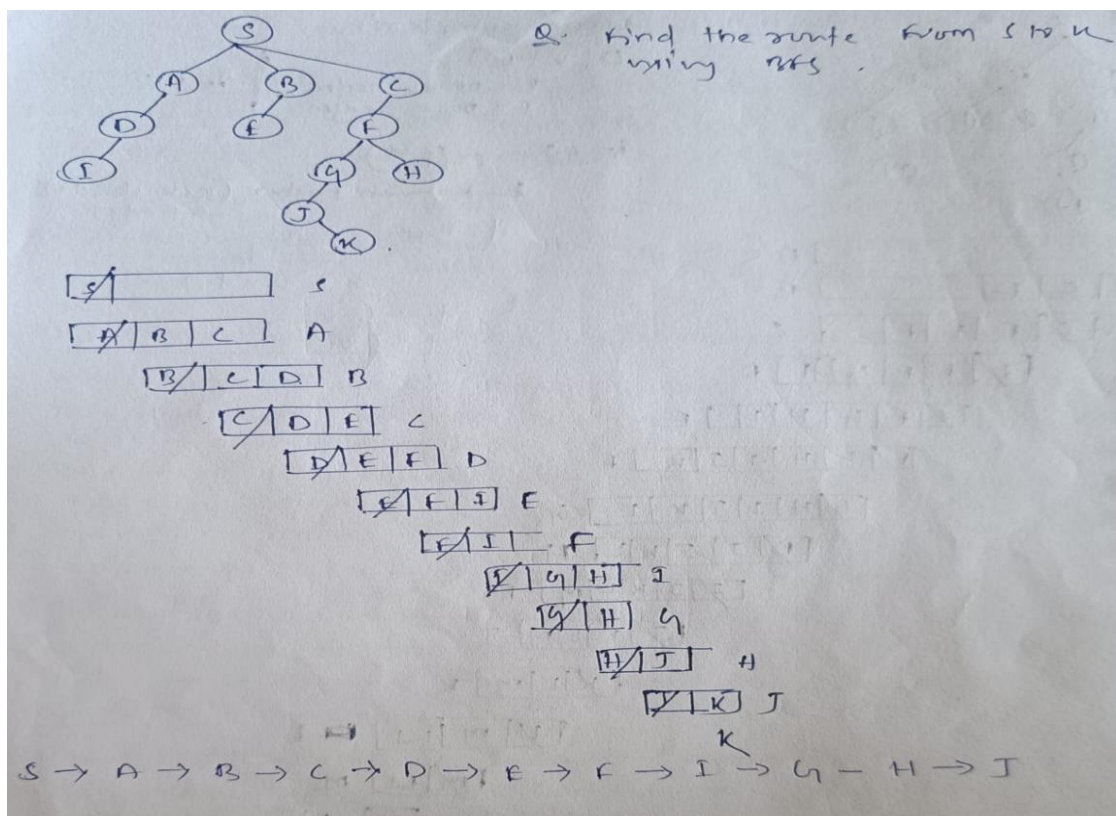 S
Q. Find the route from S to K
using BFS.
A B C
D E F
I G H
J
K
S S
A B C A
B C D B
C D E C
D E F D
E F I E
F I F
I G H I
G H G
H J H
J K J
K
S → A → B → C → D → E → F → I → G - H → J